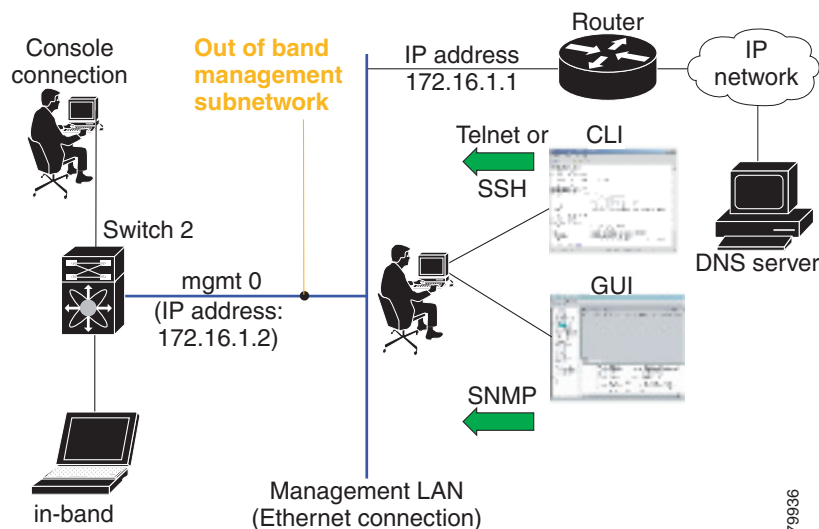 Console
connection
Out of band
management
subnetwork
Router
IP address
172.16.1.1
IP
network
Telnet or
SSH
CLI
Switch 2
DNS server
mgmt 0
(IP address:
172.16.1.2)
GUI
SNMP
in-band
Management LAN
(Ethernet connection)
79936